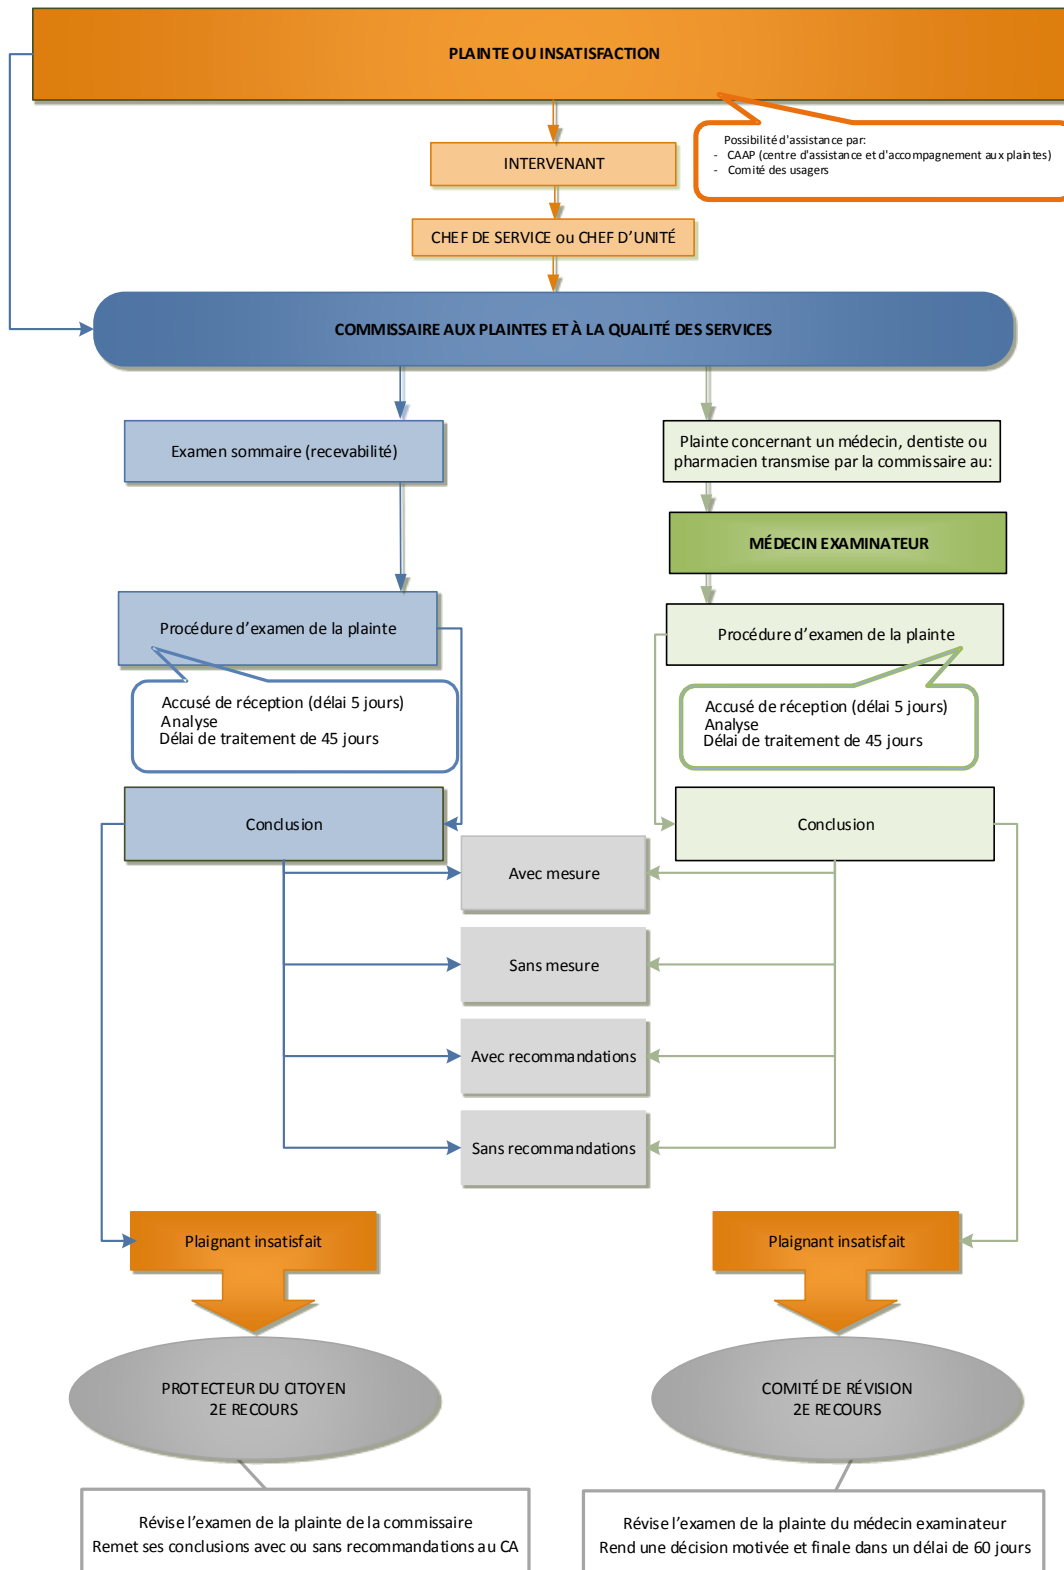 PLAINTE OU INSATISFACTION
Possibilité d'assistance par:
- CAAP (centre d'assistance et d'accompagnement aux plaintes)
- Comité des usagers
INTERVENANT
CHEF DE SERVICE ou CHEF D'UNITÉ
COMMISSAIRE AUX PLAINTES ET À LA QUALITÉ DES SERVICES
Examen sommaire (recevabilité)
Plainte concernant un médecin, dentiste ou
pharmacien transmise par la commissaire au:
MÉDECIN EXAMINATEUR
Procédure d'examen de la plainte
Procédure d'examen de la plainte
Accusé de réception (délai 5 jours)
Analyse
Délai de traitement de 45 jours
Accusé de réception (délai 5 jours)
Analyse
Délai de traitement de 45 jours
Conclusion
Conclusion
Avec mesure
Sans mesure
Avec recommandations
Sans recommandations
Plaignant insatisfait
Plaignant insatisfait
PROTECTEUR DU CITOYEN
2E RECOURS
COMITÉ DE RÉVISION
2E RECOURS
Révise l'examen de la plainte de la commissaire
Remet ses conclusions avec ou sans recommandations au CA
Révise l'examen de la plainte du médecin examinateur
Rend une décision motivée et finale dans un délai de 60 jours